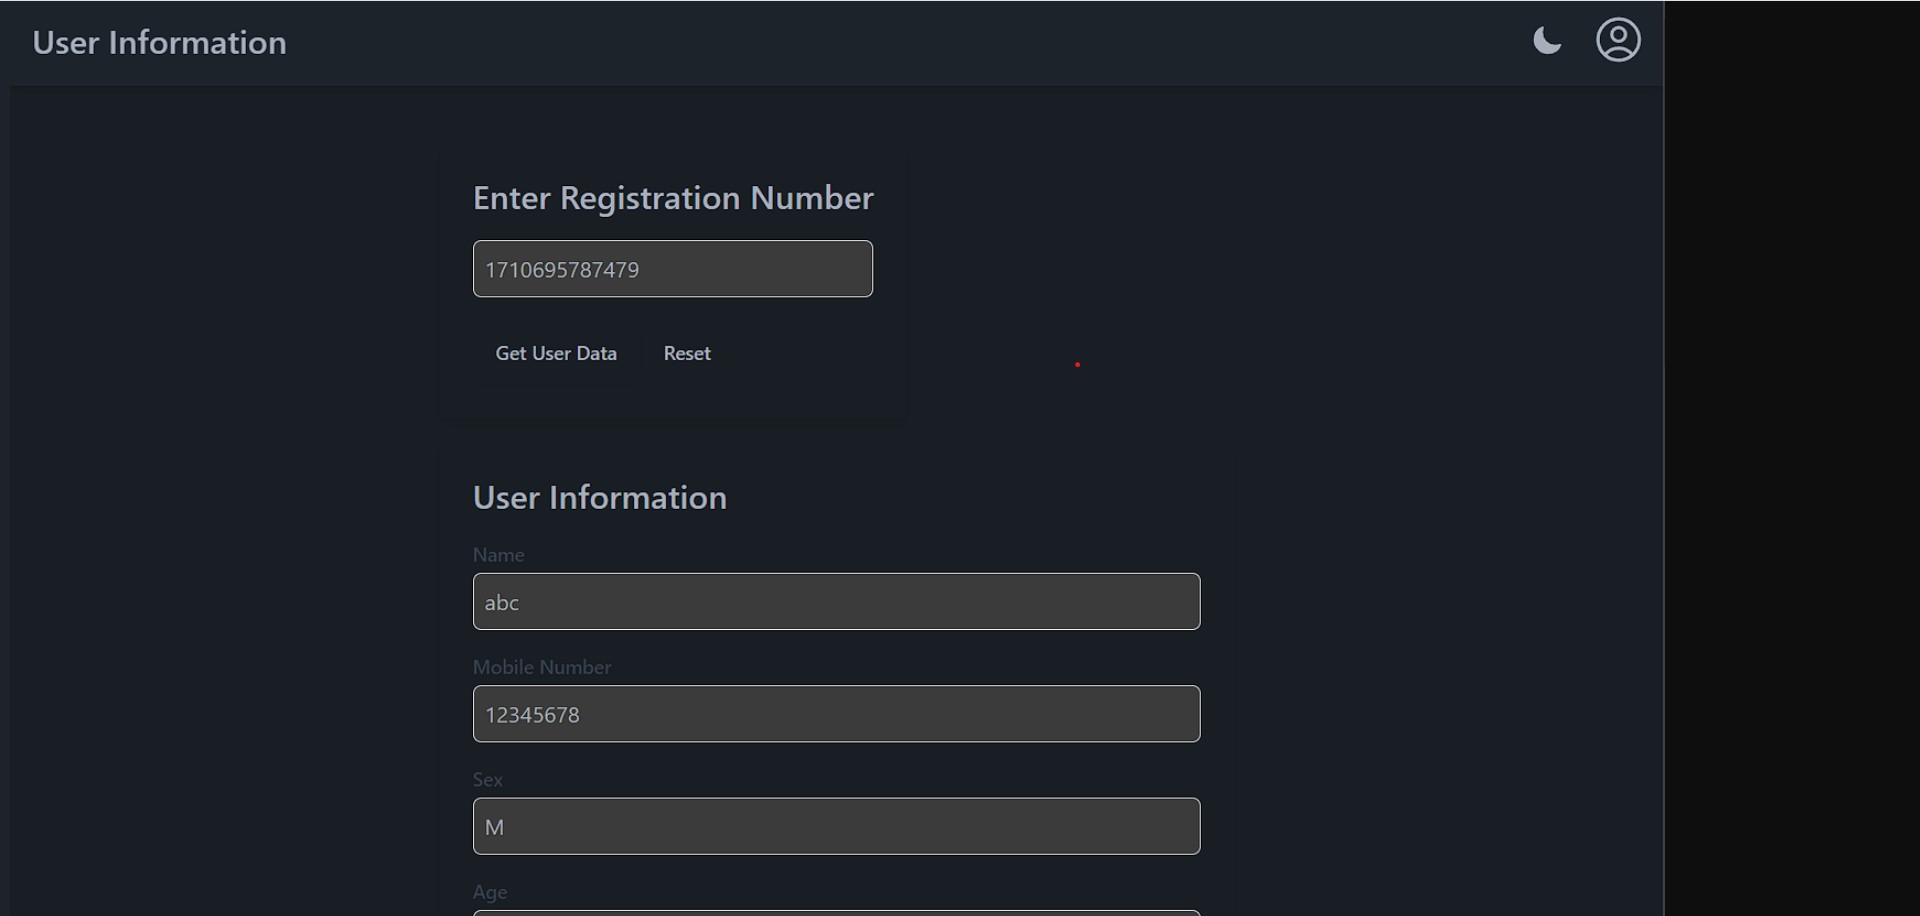 User Information
Enter Registration Number
1710695787479
Get User Data Reset
User Information
Name
abc
Mobile Number
12345678
Sex
M
Age